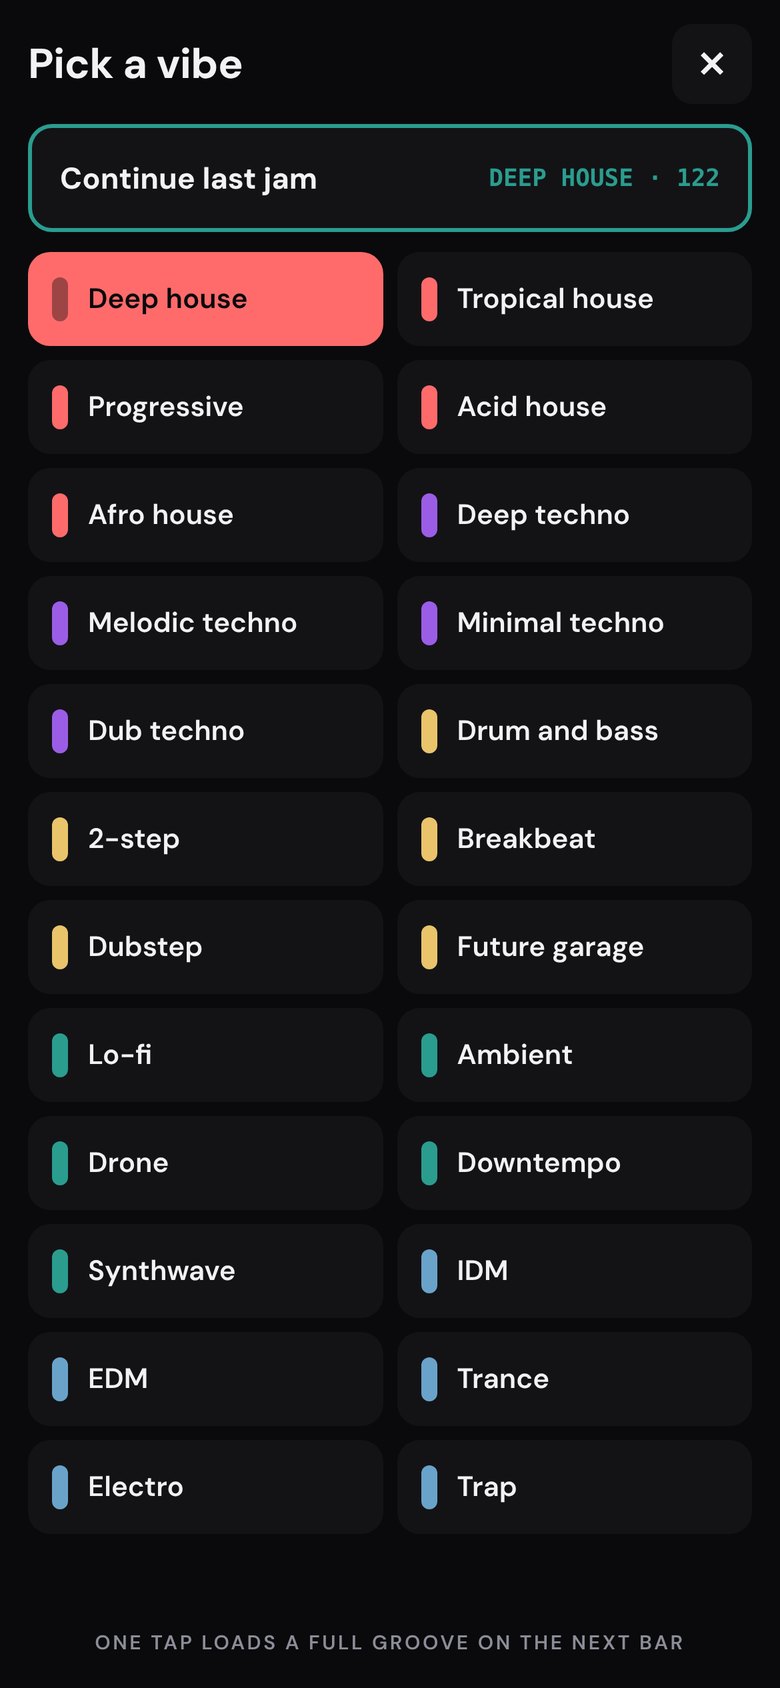 Pick a vibe
Continue last jam DEEP HOUSE · 122
Deep house
Tropical house
Progressive
Acid house
Afro house
Deep techno
Melodic techno
Minimal techno
Dub techno
Drum and bass
2-step
Breakbeat
Dubstep
Future garage
Lo-fi
Ambient
Drone
Downtempo
Synthwave
IDM
EDM
Trance
Electro
Trap
ONE TAP LOADS A FULL GROOVE ON THE NEXT BAR